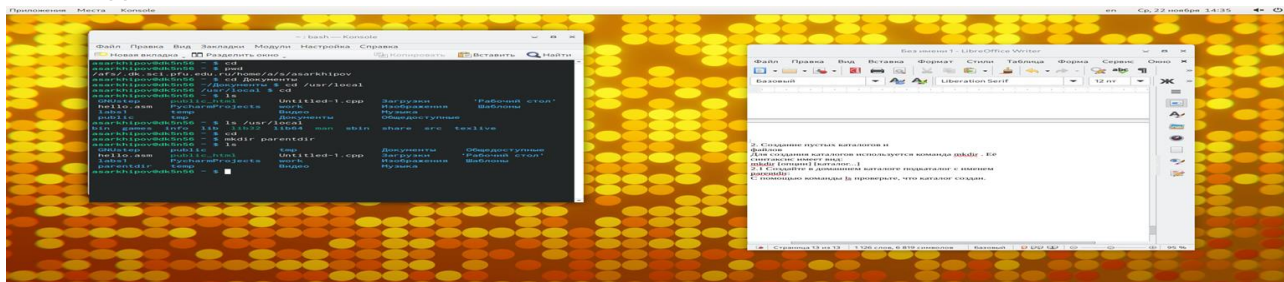 Приложения Места Konsole en Ср, 22 ноября 14:35
~ : bash — Konsole
Файл Правка Вид Закладки Модули Настройка Справка
Новая вкладка Разделить окно Копировать Вставить Найти
asarkhipov@dk5n56 ~ $ cd
asarkhipov@dk5n56 ~ $ pwd
/afs/.dk.sci.pfu.edu.ru/home/a/s/asarkhipov
asarkhipov@dk5n56 ~ $ cd Документы
asarkhipov@dk5n56 ~/Документы $ cd /usr/local
asarkhipov@dk5n56 /usr/local $ cd
asarkhipov@dk5n56 ~ $ ls
GNUstep public_html Untitled-1.cpp Загрузки 'Рабочий стол'
hello.asm PycharmProjects work Изображения Шаблоны
lab51 temp Видео Музыка
public tmp Документы Общедоступные
asarkhipov@dk5n56 ~ $ ls /usr/local
bin games info lib lib32 lib64 man sbin share src texlive
asarkhipov@dk5n56 ~ $ cd
asarkhipov@dk5n56 ~ $ mkdir parentdir
asarkhipov@dk5n56 ~ $ ls
GNUstep public tmp Документы Общедоступные
hello.asm public_html Untitled-1.cpp Загрузки 'Рабочий стол'
lab51 PycharmProjects work Изображения Шаблоны
parentdir temp Видео Музыка
asarkhipov@dk5n56 ~ $
Без имени 1 - LibreOffice Writer
Файл Правка Вид Вставка Формат Стили Таблица Форма Сервис Окно
Базовый Liberation Serif 12 пт Ж
2. Создание пустых каталогов и
файлов
Для создания каталогов используется команда mkdir . Её
синтаксис имеет вид:
mkdir [опции] [каталог...]
2.1 Создайте в домашнем каталоге подкаталог с именем
parentdir:
С помощью команды ls проверьте, что каталог создан.
Страница 13 из 13 1 126 слов, 6 819 символов Базовый 95 %